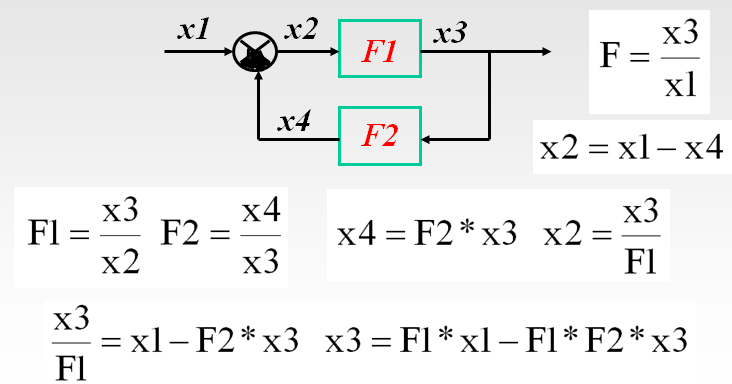 x1 x2 F1 x3
F = x3/x1
x4 F2
x2 = x1 − x4
F1 = x3/x2 F2 = x4/x3 x4 = F2 * x3 x2 = x3/F1
x3/F1 = x1 − F2 * x3 x3 = F1 * x1 − F1 * F2 * x3